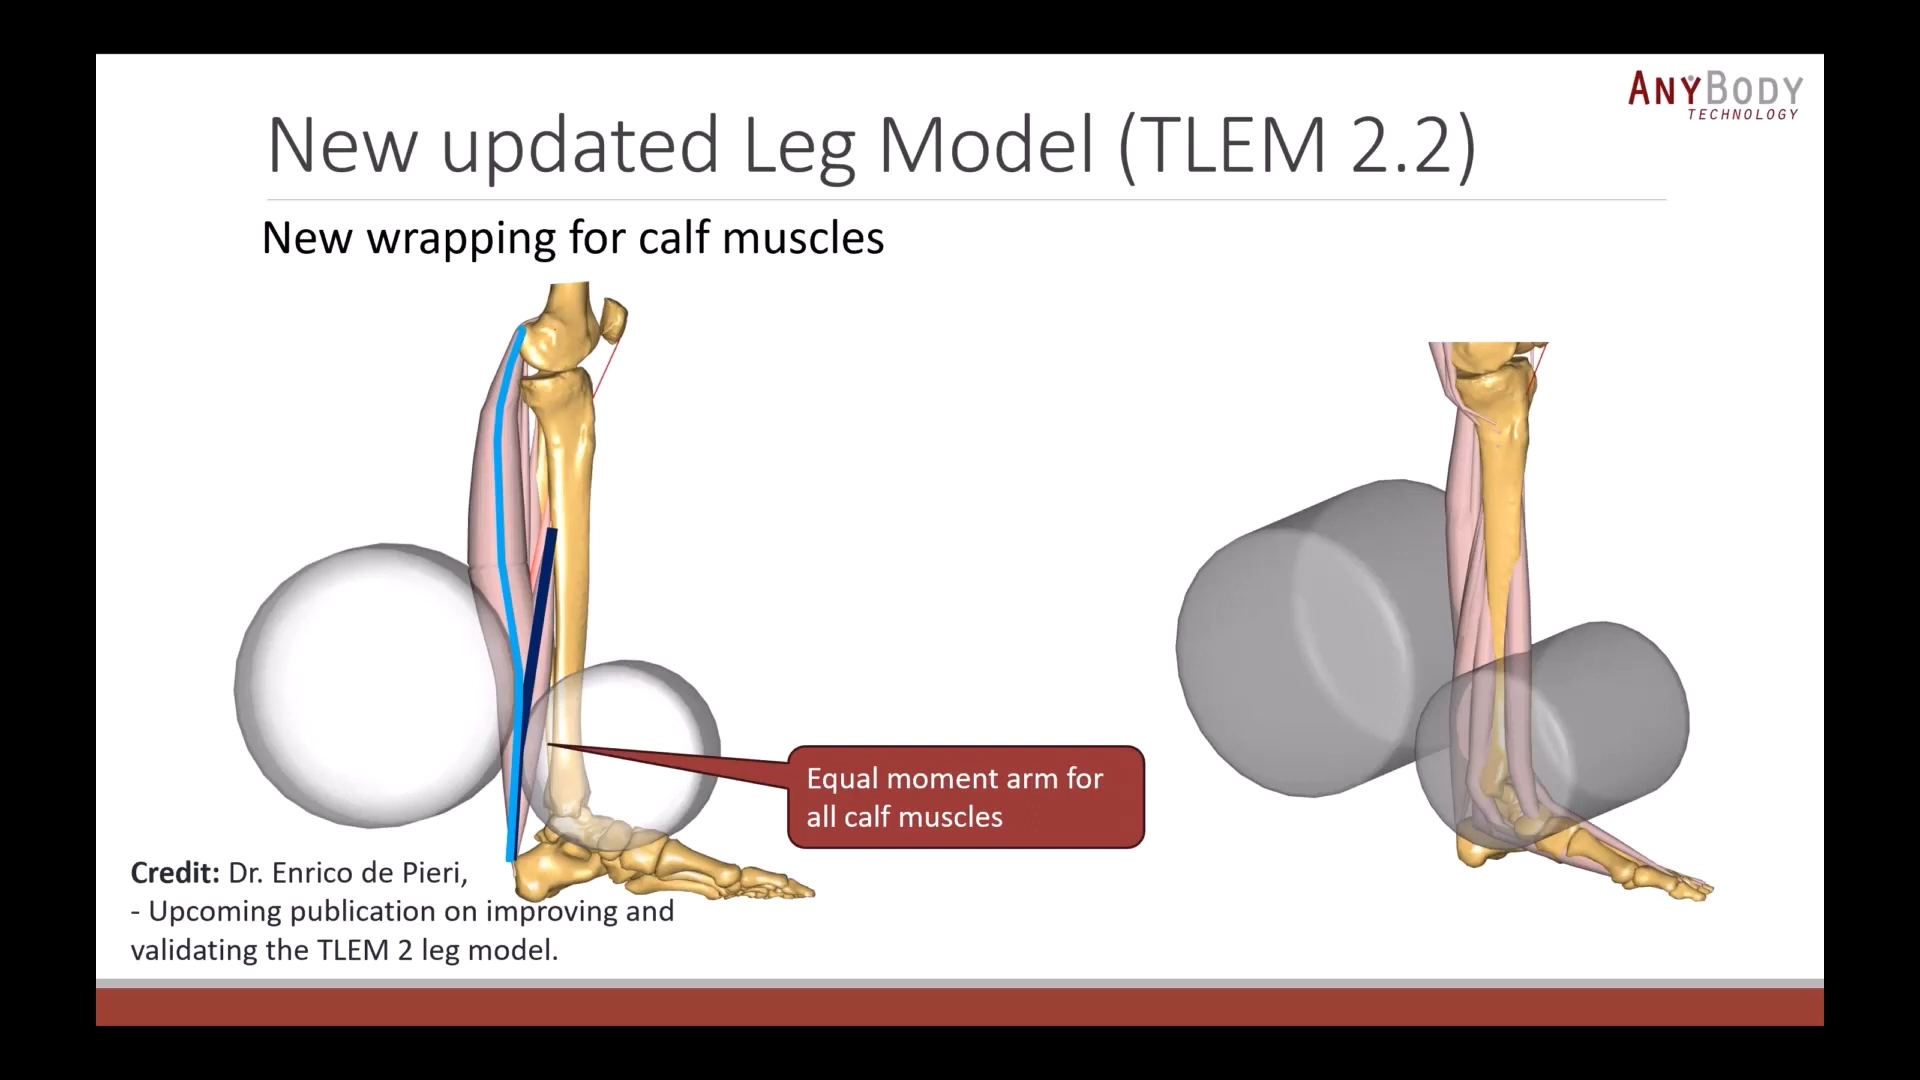 ANYBODY
TECHNOLOGY
New updated Leg Model (TLEM 2.2)
New wrapping for calf muscles
Equal moment arm for
all calf muscles
Credit: Dr. Enrico de Pieri,
- Upcoming publication on improving and
validating the TLEM 2 leg model.